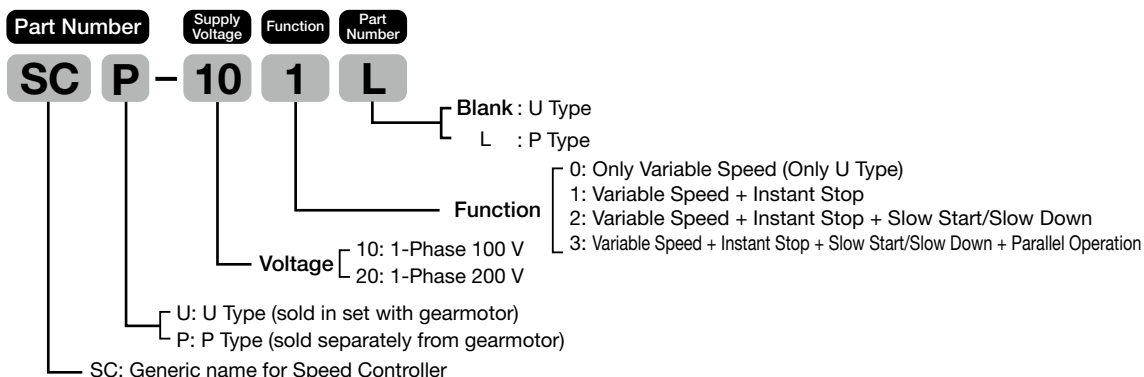 Part Number
Supply Voltage
Function
Part Number
SC P - 10 1 L
Blank : U Type
L : P Type
Function
0: Only Variable Speed (Only U Type)
1: Variable Speed + Instant Stop
2: Variable Speed + Instant Stop + Slow Start/Slow Down
3: Variable Speed + Instant Stop + Slow Start/Slow Down + Parallel Operation
Voltage
10: 1-Phase 100 V
20: 1-Phase 200 V
U: U Type (sold in set with gearmotor)
P: P Type (sold separately from gearmotor)
SC: Generic name for Speed Controller